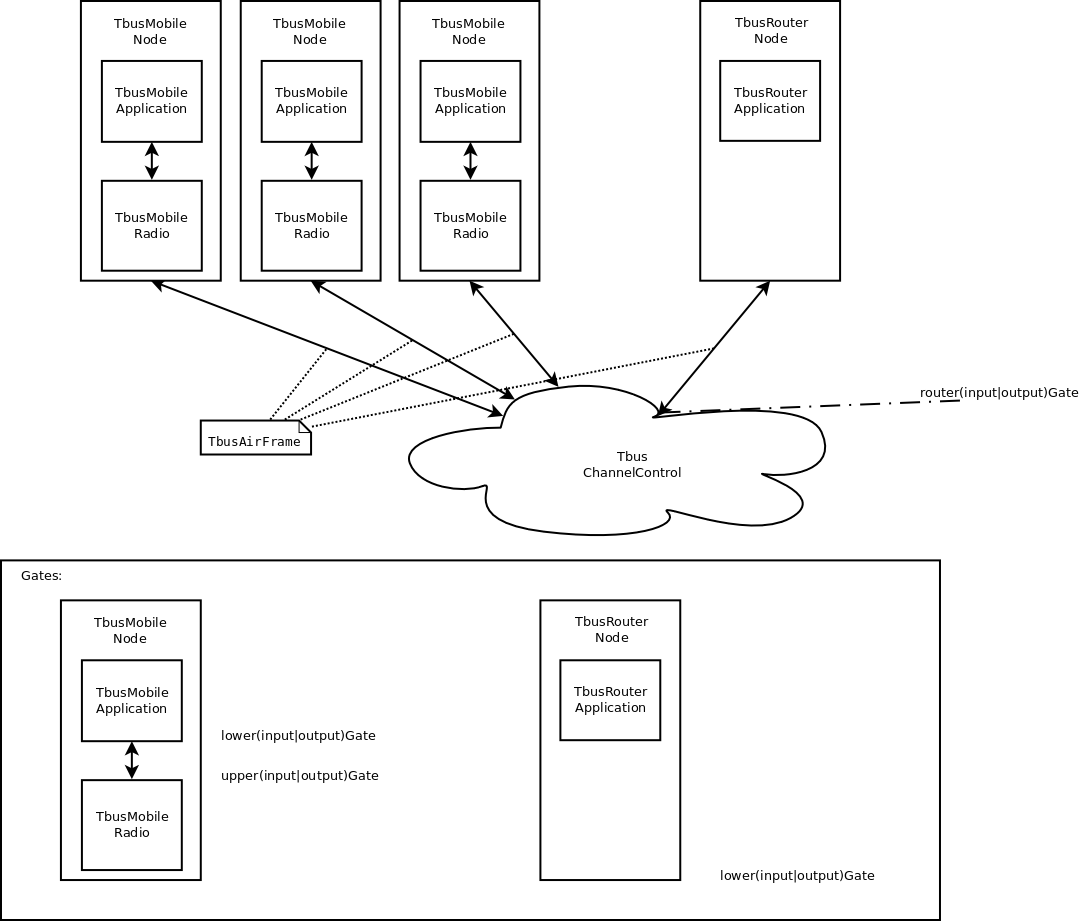 TbusMobile
Node
TbusMobile
Application
TbusMobile
Radio
TbusMobile
Node
TbusMobile
Application
TbusMobile
Radio
TbusMobile
Node
TbusMobile
Application
TbusMobile
Radio
TbusRouter
Node
TbusRouter
Application
router(input|output)Gate
TbusAirFrame
Tbus
ChannelControl
Gates:
TbusMobile
Node
TbusMobile
Application
TbusMobile
Radio
lower(input|output)Gate
upper(input|output)Gate
TbusRouter
Node
TbusRouter
Application
lower(input|output)Gate